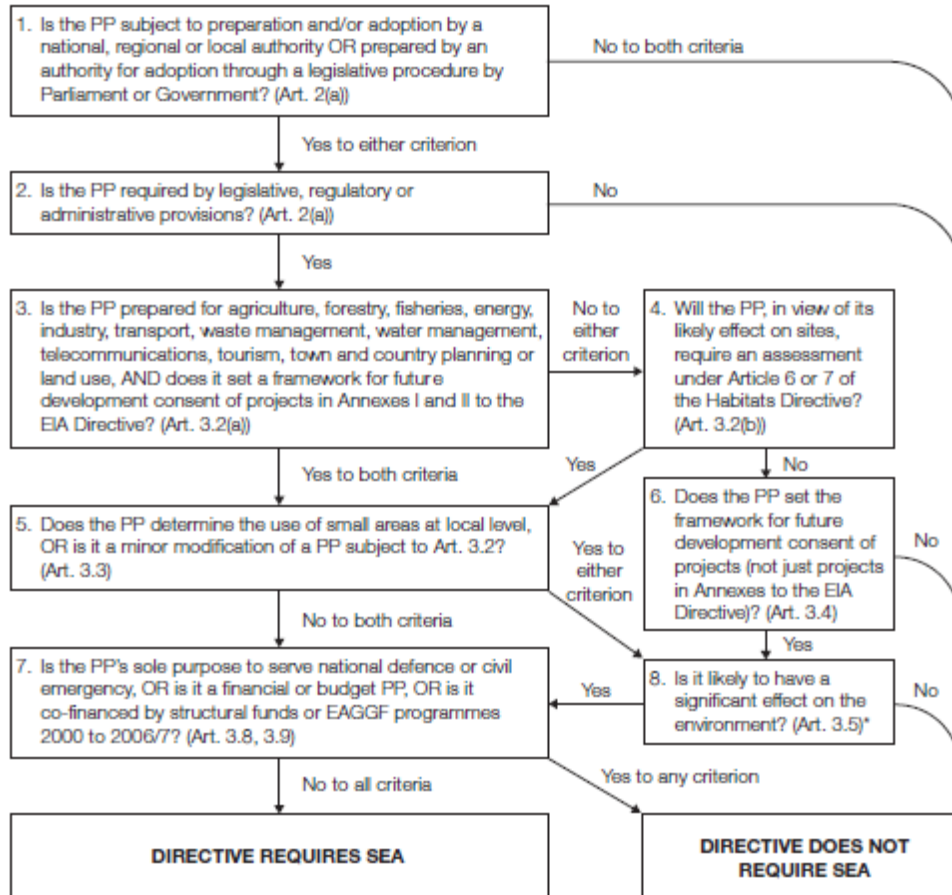 1. Is the PP subject to preparation and/or adoption by a
national, regional or local authority OR prepared by an
authority for adoption through a legislative procedure by
Parliament or Government? (Art. 2(a))
No to both criteria
Yes to either criterion
2. Is the PP required by legislative, regulatory or
administrative provisions? (Art. 2(a))
No
Yes
3. Is the PP prepared for agriculture, forestry, fisheries, energy,
industry, transport, waste management, water management,
telecommunications, tourism, town and country planning or
land use, AND does it set a framework for future
development consent of projects in Annexes I and II to the
EIA Directive? (Art. 3.2(a))
No to
either
criterion
4. Will the PP, in view of its
likely effect on sites,
require an assessment
under Article 6 or 7 of
the Habitats Directive?
(Art. 3.2(b))
Yes to both criteria
Yes
No
5. Does the PP determine the use of small areas at local level,
OR is it a minor modification of a PP subject to Art. 3.2?
(Art. 3.3)
Yes to
either
criterion
6. Does the PP set the
framework for future
development consent of
projects (not just projects
in Annexes to the EIA
Directive)? (Art. 3.4)
No
No to both criteria
Yes
7. Is the PP's sole purpose to serve national defence or civil
emergency, OR is it a financial or budget PP, OR is it
co-financed by structural funds or EAGGF programmes
2000 to 2006/7? (Art. 3.8, 3.9)
Yes
8. Is it likely to have a
significant effect on the
environment? (Art. 3.5)*
No
No to all criteria
Yes to any criterion
DIRECTIVE REQUIRES SEA
DIRECTIVE DOES NOT
REQUIRE SEA